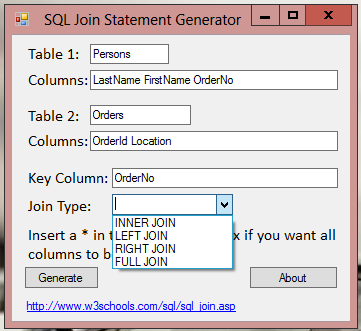 SQL Join Statement Generator
Table 1: Persons
Columns: LastName FirstName OrderNo
Table 2: Orders
Columns: OrderId Location
Key Column: OrderNo
Join Type:
INNER JOIN
LEFT JOIN
RIGHT JOIN
FULL JOIN
Insert a * in t x if you want all
columns to b
Generate About
http://www.w3schools.com/sql/sql_join.asp